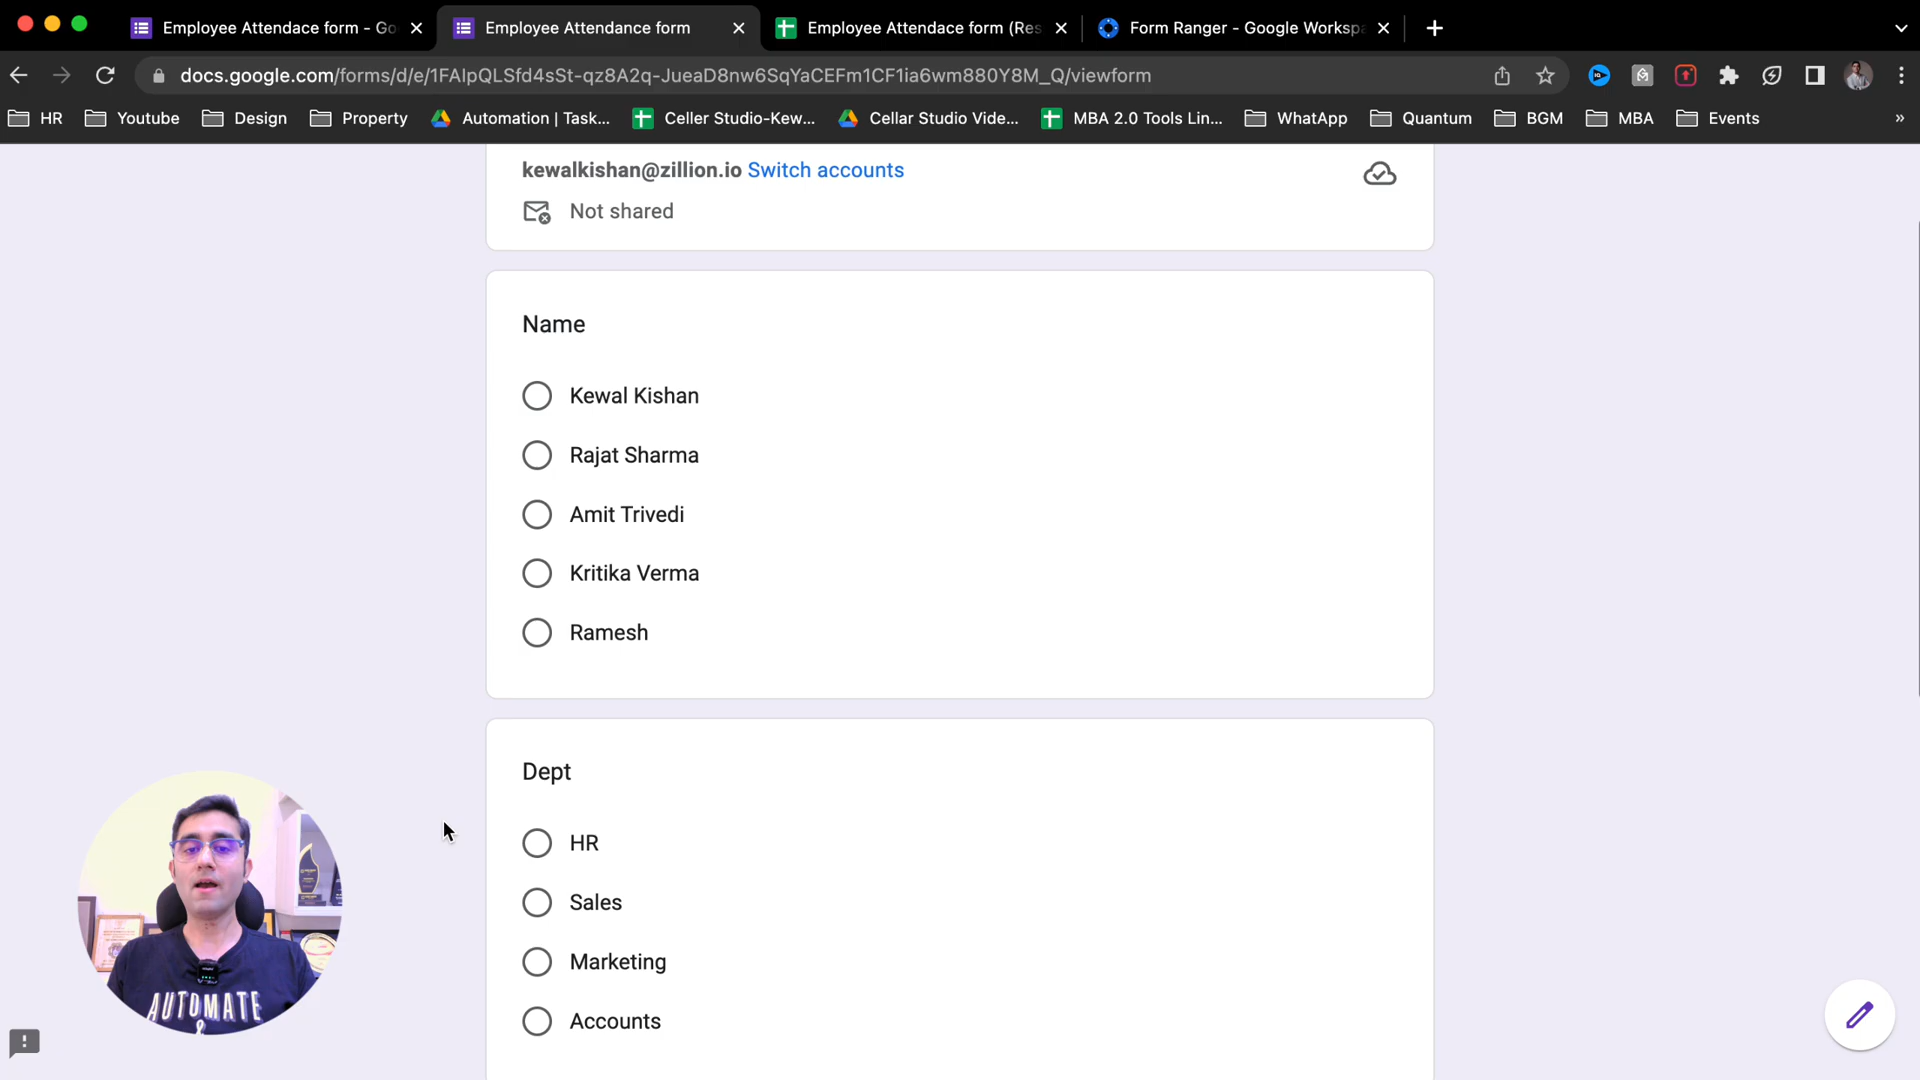 Employee Attendace form - Go
Employee Attendance form
Employee Attendace form (Res
Form Ranger - Google Workspa
docs.google.com/forms/d/e/1FAIpQLSfd4sSt-qz8A2q-JueaD8nw6SqYaCEFm1CF1ia6wm880Y8M_Q/viewform
HR
Youtube
Design
Property
Automation | Task...
Celler Studio-Kew...
Cellar Studio Vide...
MBA 2.0 Tools Lin...
WhatApp
Quantum
BGM
MBA
Events
»
kewalkishan@zillion.io Switch accounts
Not shared
Name
Kewal Kishan
Rajat Sharma
Amit Trivedi
Kritika Verma
Ramesh
Dept
HR
Sales
Marketing
Accounts
AUTOMATE
&